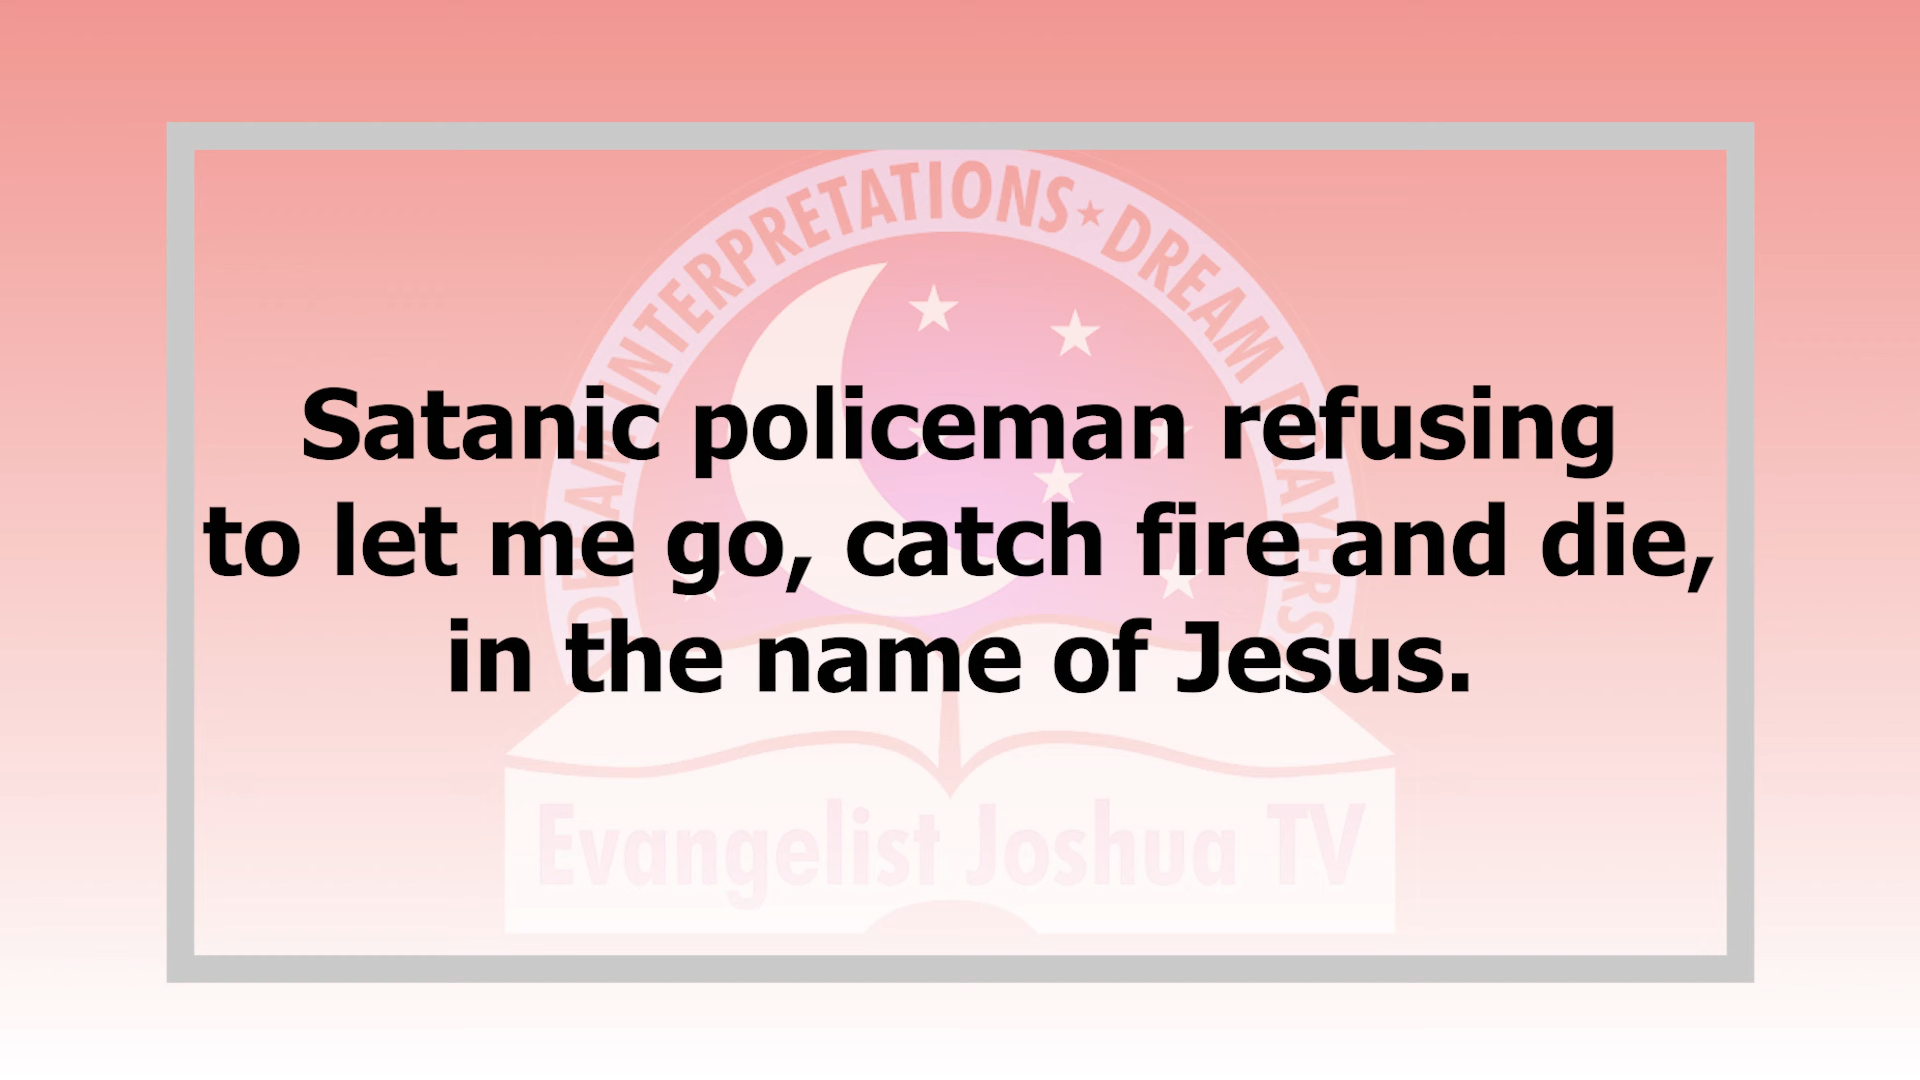 DREAM INTERPRETATIONS ★ DREAM PRAYERS
Satanic policeman refusing
to let me go, catch fire and die,
in the name of Jesus.
Evangelist Joshua TV